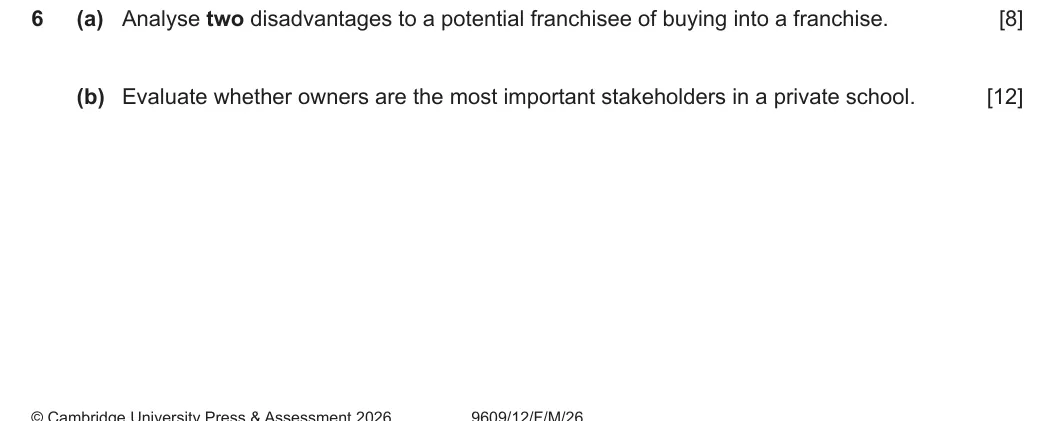 6 (a) Analyse two disadvantages to a potential franchisee of buying into a franchise. [8]
(b) Evaluate whether owners are the most important stakeholders in a private school. [12]
© Cambridge University Press & Assessment 2026 9609/12/F/M/26